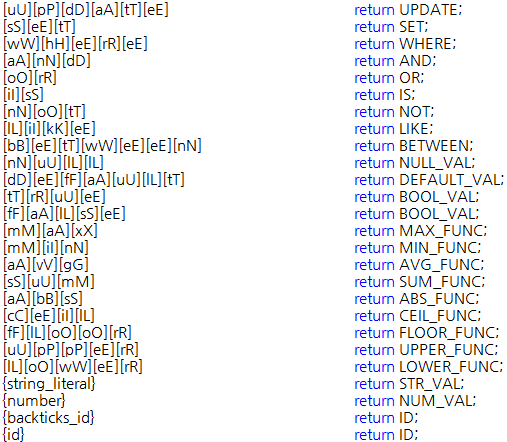 [uU][pP][dD][aA][tT][eE] return UPDATE;
[sS][eE][tT] return SET;
[wW][hH][eE][rR][eE] return WHERE;
[aA][nN][dD] return AND;
[oO][rR] return OR;
[iI][sS] return IS;
[nN][oO][tT] return NOT;
[lL][iI][kK][eE] return LIKE;
[bB][eE][tT][wW][eE][eE][nN] return BETWEEN;
[nN][uU][lL][lL] return NULL_VAL;
[dD][eE][fF][aA][uU][lL][tT] return DEFAULT_VAL;
[tT][rR][uU][eE] return BOOL_VAL;
[fF][aA][lL][sS][eE] return BOOL_VAL;
[mM][aA][xX] return MAX_FUNC;
[mM][iI][nN] return MIN_FUNC;
[aA][vV][gG] return AVG_FUNC;
[sS][uU][mM] return SUM_FUNC;
[aA][bB][sS] return ABS_FUNC;
[cC][eE][iI][lL] return CEIL_FUNC;
[fF][lL][oO][oO][rR] return FLOOR_FUNC;
[uU][pP][pP][eE][rR] return UPPER_FUNC;
[lL][oO][wW][eE][rR] return LOWER_FUNC;
{string_literal} return STR_VAL;
{number} return NUM_VAL;
{backticks_id} return ID;
{id} return ID;